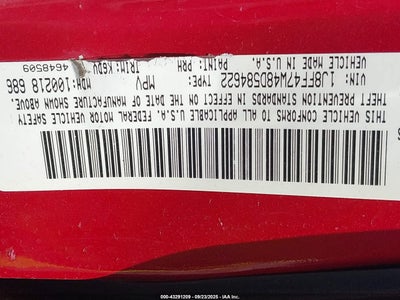 THIS VEHICLE CONFORMS TO ALL APPLICABLE U.S.A. FEDERAL MOTOR VEHICLE SAFETY
THEFT PREVENTION STANDARDS IN EFFECT ON THE DATE OF MANUFACTURE SHOWN ABOVE.
VIN: 1J8FF47W48D584622 TYPE: MPV MDH:100218 686
VEHICLE MADE IN U.S.A. PAINT: PRH TRIM:K6DV 4648509
000-43291209 - 09/23/2025 - IAA Inc.